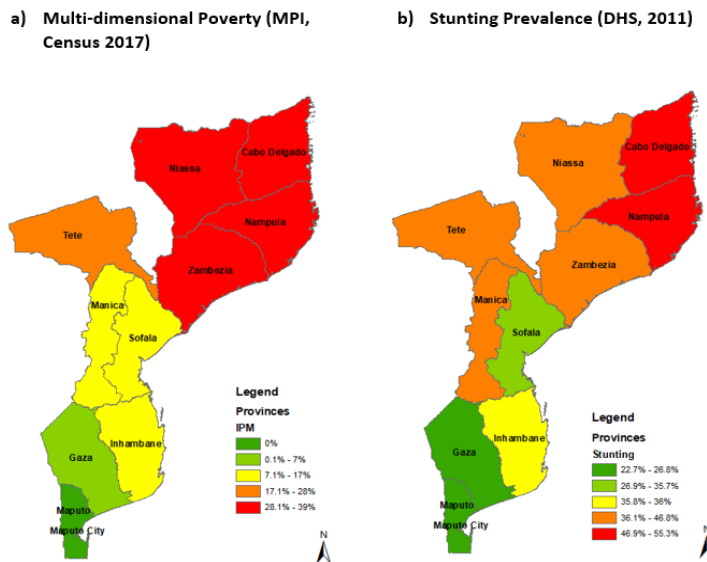 a) Multi-dimensional Poverty (MPI,
Census 2017)
Cabo Delgado
Niassa
Nampula
Tete
Zambezia
Manica
Sofala
Inhambane
Gaza
Maputo
Maputo City
Legend
Provinces
IPM
0%
0.1% - 7%
7.1% - 17%
17.1% - 28%
28.1% - 39%
N
b) Stunting Prevalence (DHS, 2011)
Cabo Delgado
Niassa
Nampula
Tete
Zambezia
Manica
Sofala
Inhambane
Gaza
Maputo
Maputo City
Legend
Provinces
Stunting
22.7% - 26.8%
26.9% - 35.7%
35.8% - 36%
36.1% - 46.8%
46.9% - 55.3%
N